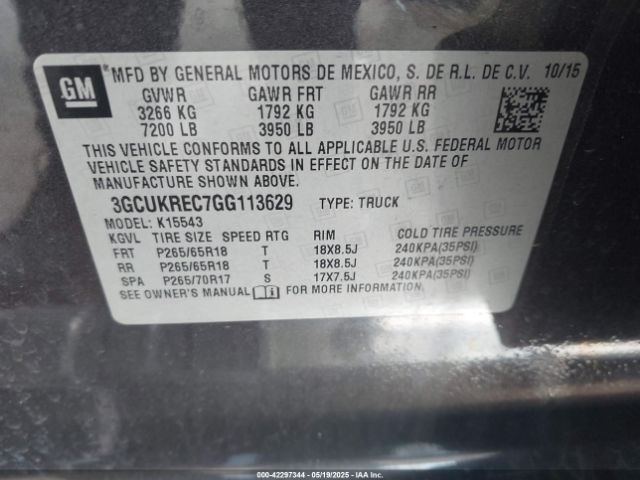 GM ® MFD BY GENERAL MOTORS DE MEXICO, S. DE R.L. DE C.V. 10/15
GVWR GAWR FRT GAWR RR
3266 KG 1792 KG 1792 KG
7200 LB 3950 LB 3950 LB
THIS VEHICLE CONFORMS TO ALL APPLICABLE U.S. FEDERAL MOTOR
VEHICLE SAFETY STANDARDS IN EFFECT ON THE DATE OF
MANUFACTURE SHOWN ABOVE.
3GCUKREC7GG113629 TYPE: TRUCK
MODEL: K15543
KGVL TIRE SIZE SPEED RTG RIM COLD TIRE PRESSURE
FRT P265/65R18 T 18X8.5J 240KPA(35PSI)
RR P265/65R18 T 18X8.5J 240KPA(35PSI)
SPA P265/70R17 S 17X7.5J 240KPA(35PSI)
SEE OWNER'S MANUAL FOR MORE INFORMATION.
000-42297344 - 05/19/2025 - IAAI.COM